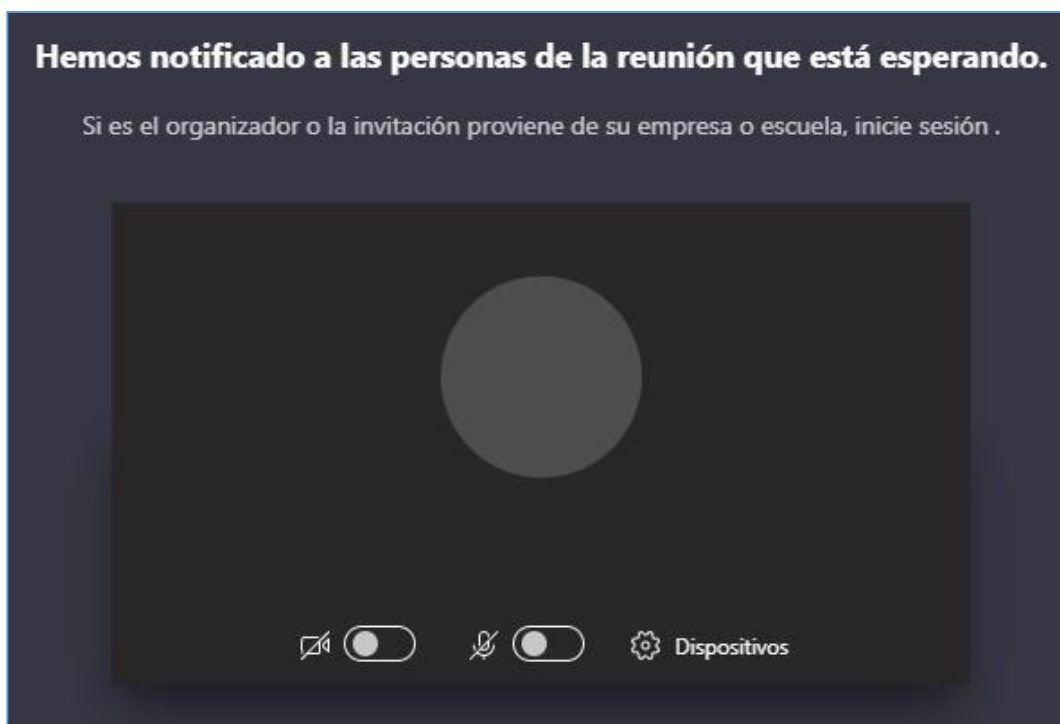 Hemos notificado a las personas de la reunión que está esperando.
Si es el organizador o la invitación proviene de su empresa o escuela, inicie sesión .
Dispositivos